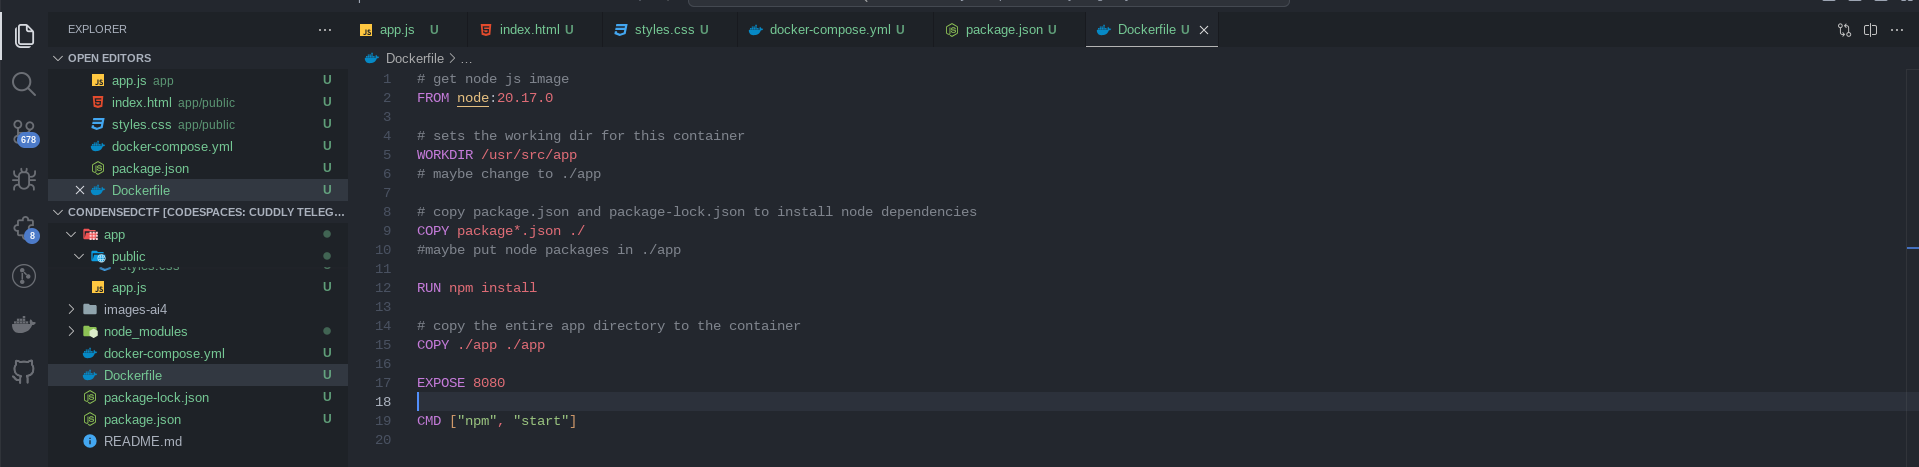 EXPLORER
OPEN EDITORS
app.js app U
index.html app/public U
styles.css app/public U
docker-compose.yml U
package.json U
Dockerfile U
CONDENSEDCTF [CODESPACES: CUDDLY TELEG...
app
public
styles.css
app.js U
images-ai4
node_modules
docker-compose.yml U
Dockerfile U
package-lock.json U
package.json U
README.md
678
8
app.js U index.html U styles.css U docker-compose.yml U package.json U Dockerfile U
Dockerfile > ...
1 # get node js image
2 FROM node:20.17.0
3
4 # sets the working dir for this container
5 WORKDIR /usr/src/app
6 # maybe change to ./app
7
8 # copy package.json and package-lock.json to install node dependencies
9 COPY package*.json ./
10 #maybe put node packages in ./app
11
12 RUN npm install
13
14 # copy the entire app directory to the container
15 COPY ./app ./app
16
17 EXPOSE 8080
18
19 CMD ["npm", "start"]
20